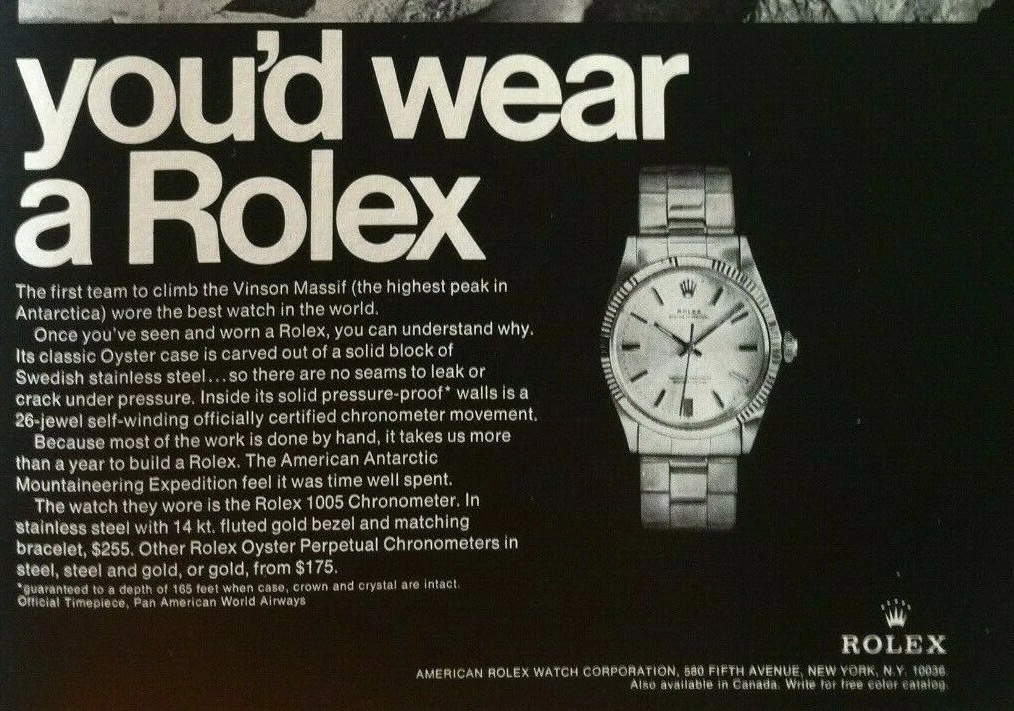 you'd wear
a Rolex
The first team to climb the Vinson Massif (the highest peak in
Antarctica) wore the best watch in the world.
Once you've seen and worn a Rolex, you can understand why.
Its classic Oyster case is carved out of a solid block of
Swedish stainless steel...so there are no seams to leak or
crack under pressure. Inside its solid pressure-proof* walls is a
26-jewel self-winding officially certified chronometer movement.
Because most of the work is done by hand, it takes us more
than a year to build a Rolex. The American Antarctic
Mountaineering Expedition feel it was time well spent.
The watch they wore is the Rolex 1005 Chronometer. In
stainless steel with 14 kt. fluted gold bezel and matching
bracelet, $255. Other Rolex Oyster Perpetual Chronometers in
steel, steel and gold, or gold, from $175.
*guaranteed to a depth of 165 feet when case, crown and crystal are intact.
Official Timepiece, Pan American World Airways
ROLEX
ROLEX
AMERICAN ROLEX WATCH CORPORATION, 580 FIFTH AVENUE, NEW YORK, N.Y. 10036
Also available in Canada. Write for free color catalog.